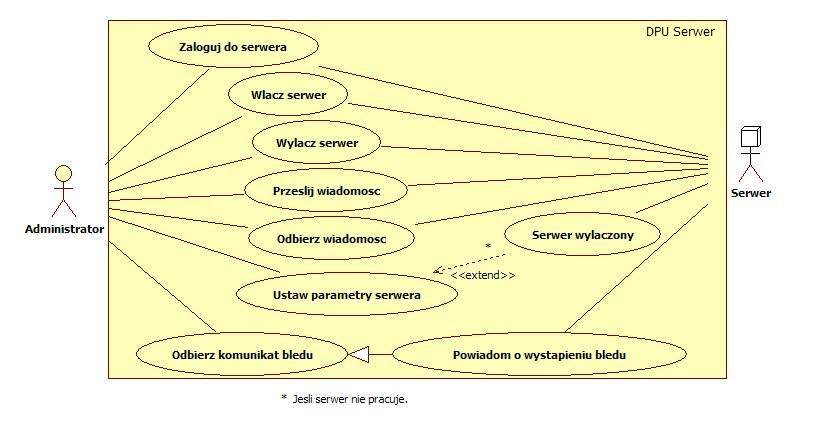 DPU Serwer
Zaloguj do serwera
Wlacz serwer
Wylacz serwer
Przeslij wiadomosc
Serwer
Administrator
Odbierz wiadomosc
Serwer wylaczony
*
<<extend>>
Ustaw parametry serwera
Odbierz komunikat bledu
Powiadom o wystapieniu bledu
* Jesli serwer nie pracuje.